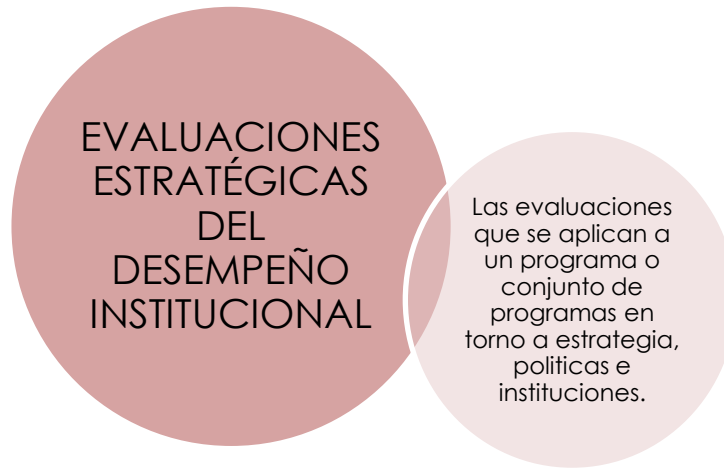 EVALUACIONES
ESTRATÉGICAS
DEL
DESEMPEÑO
INSTITUCIONAL
Las evaluaciones
que se aplican a
un programa o
conjunto de
programas en
torno a estrategia,
politicas e
instituciones.